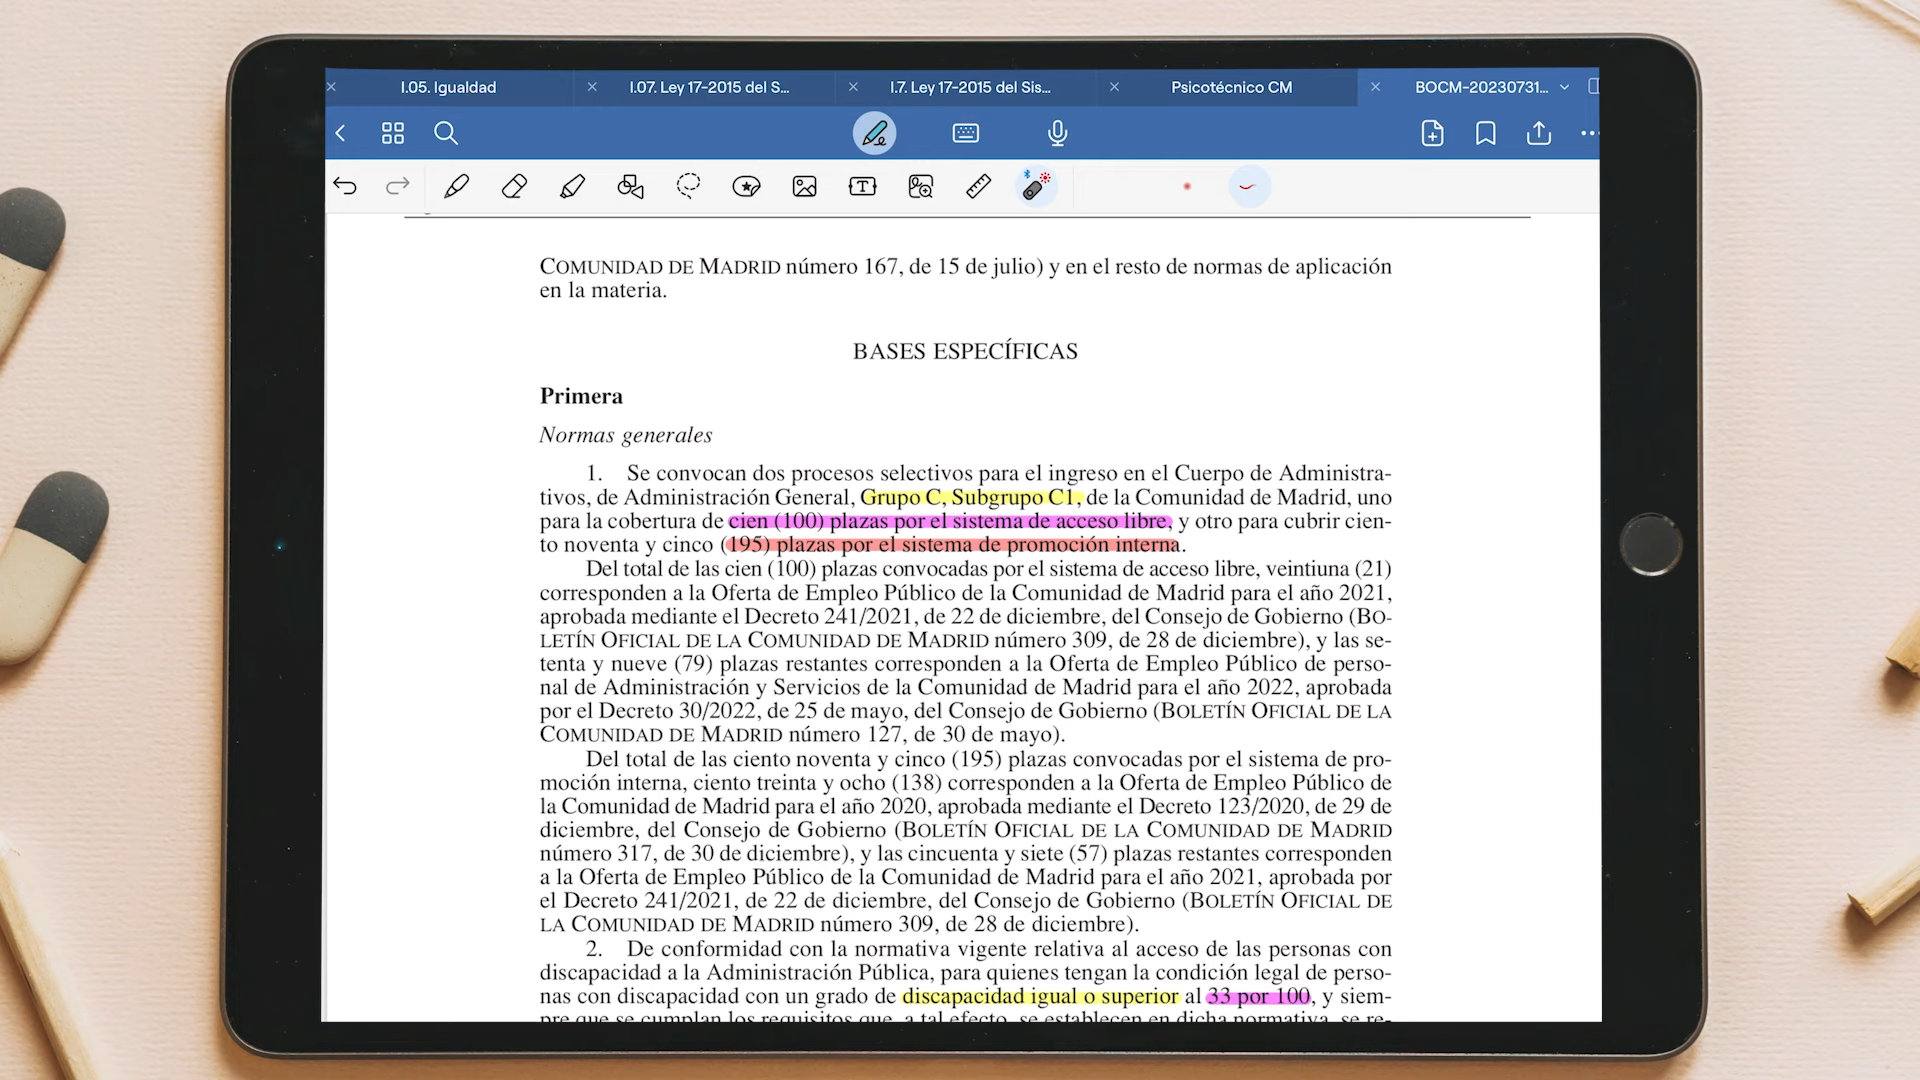 I.05. Igualdad
I.07. Ley 17-2015 del S...
I.7. Ley 17-2015 del Sis...
Psicotécnico CM
BOCM-20230731...
COMUNIDAD DE MADRID número 167, de 15 de julio) y en el resto de normas de aplicación
en la materia.
BASES ESPECÍFICAS
Primera
Normas generales
1. Se convocan dos procesos selectivos para el ingreso en el Cuerpo de Administra-
tivos, de Administración General, Grupo C, Subgrupo C1, de la Comunidad de Madrid, uno
para la cobertura de cien (100) plazas por el sistema de acceso libre, y otro para cubrir cien-
to noventa y cinco (195) plazas por el sistema de promoción interna.
Del total de las cien (100) plazas convocadas por el sistema de acceso libre, veintiuna (21)
corresponden a la Oferta de Empleo Público de la Comunidad de Madrid para el año 2021,
aprobada mediante el Decreto 241/2021, de 22 de diciembre, del Consejo de Gobierno (BO-
LETÍN OFICIAL DE LA COMUNIDAD DE MADRID número 309, de 28 de diciembre), y las se-
tenta y nueve (79) plazas restantes corresponden a la Oferta de Empleo Público de perso-
nal de Administración y Servicios de la Comunidad de Madrid para el año 2022, aprobada
por el Decreto 30/2022, de 25 de mayo, del Consejo de Gobierno (BOLETÍN OFICIAL DE LA
COMUNIDAD DE MADRID número 127, de 30 de mayo).
Del total de las ciento noventa y cinco (195) plazas convocadas por el sistema de pro-
moción interna, ciento treinta y ocho (138) corresponden a la Oferta de Empleo Público de
la Comunidad de Madrid para el año 2020, aprobada mediante el Decreto 123/2020, de 29 de
diciembre, del Consejo de Gobierno (BOLETÍN OFICIAL DE LA COMUNIDAD DE MADRID
número 317, de 30 de diciembre), y las cincuenta y siete (57) plazas restantes corresponden
a la Oferta de Empleo Público de la Comunidad de Madrid para el año 2021, aprobada por
el Decreto 241/2021, de 22 de diciembre, del Consejo de Gobierno (BOLETÍN OFICIAL DE
LA COMUNIDAD DE MADRID número 309, de 28 de diciembre).
2. De conformidad con la normativa vigente relativa al acceso de las personas con
discapacidad a la Administración Pública, para quienes tengan la condición legal de perso-
nas con discapacidad con un grado de discapacidad igual o superior al 33 por 100, y siem-
pre que se cumplan los requisitos que, a tal efecto, se establecen en dicha normativa, se re-